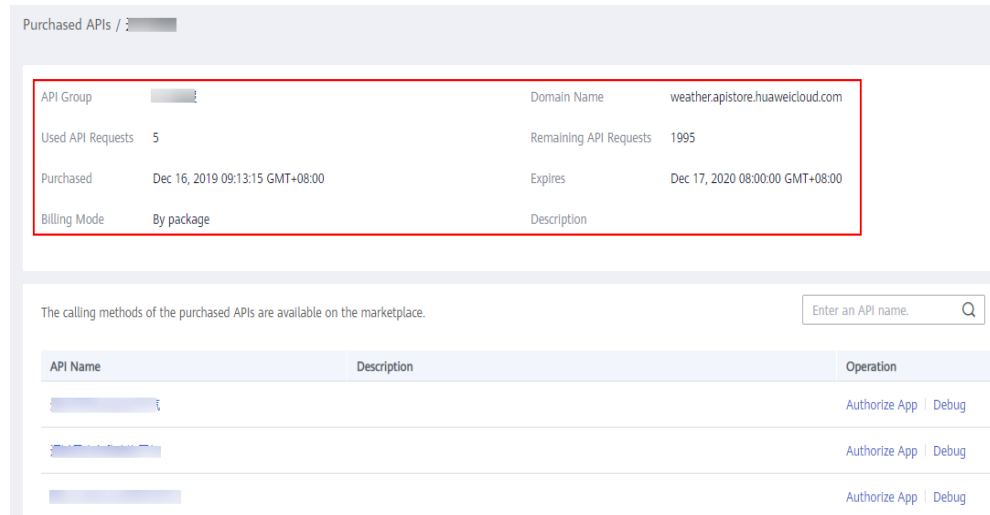 Purchased APIs /
API Group
Domain Name weather.apistore.huaweicloud.com
Used API Requests 5
Remaining API Requests 1995
Purchased Dec 16, 2019 09:13:15 GMT+08:00
Expires Dec 17, 2020 08:00:00 GMT+08:00
Billing Mode By package
Description
The calling methods of the purchased APIs are available on the marketplace.
Enter an API name.
API Name Description Operation
Authorize App Debug
Authorize App Debug
Authorize App Debug